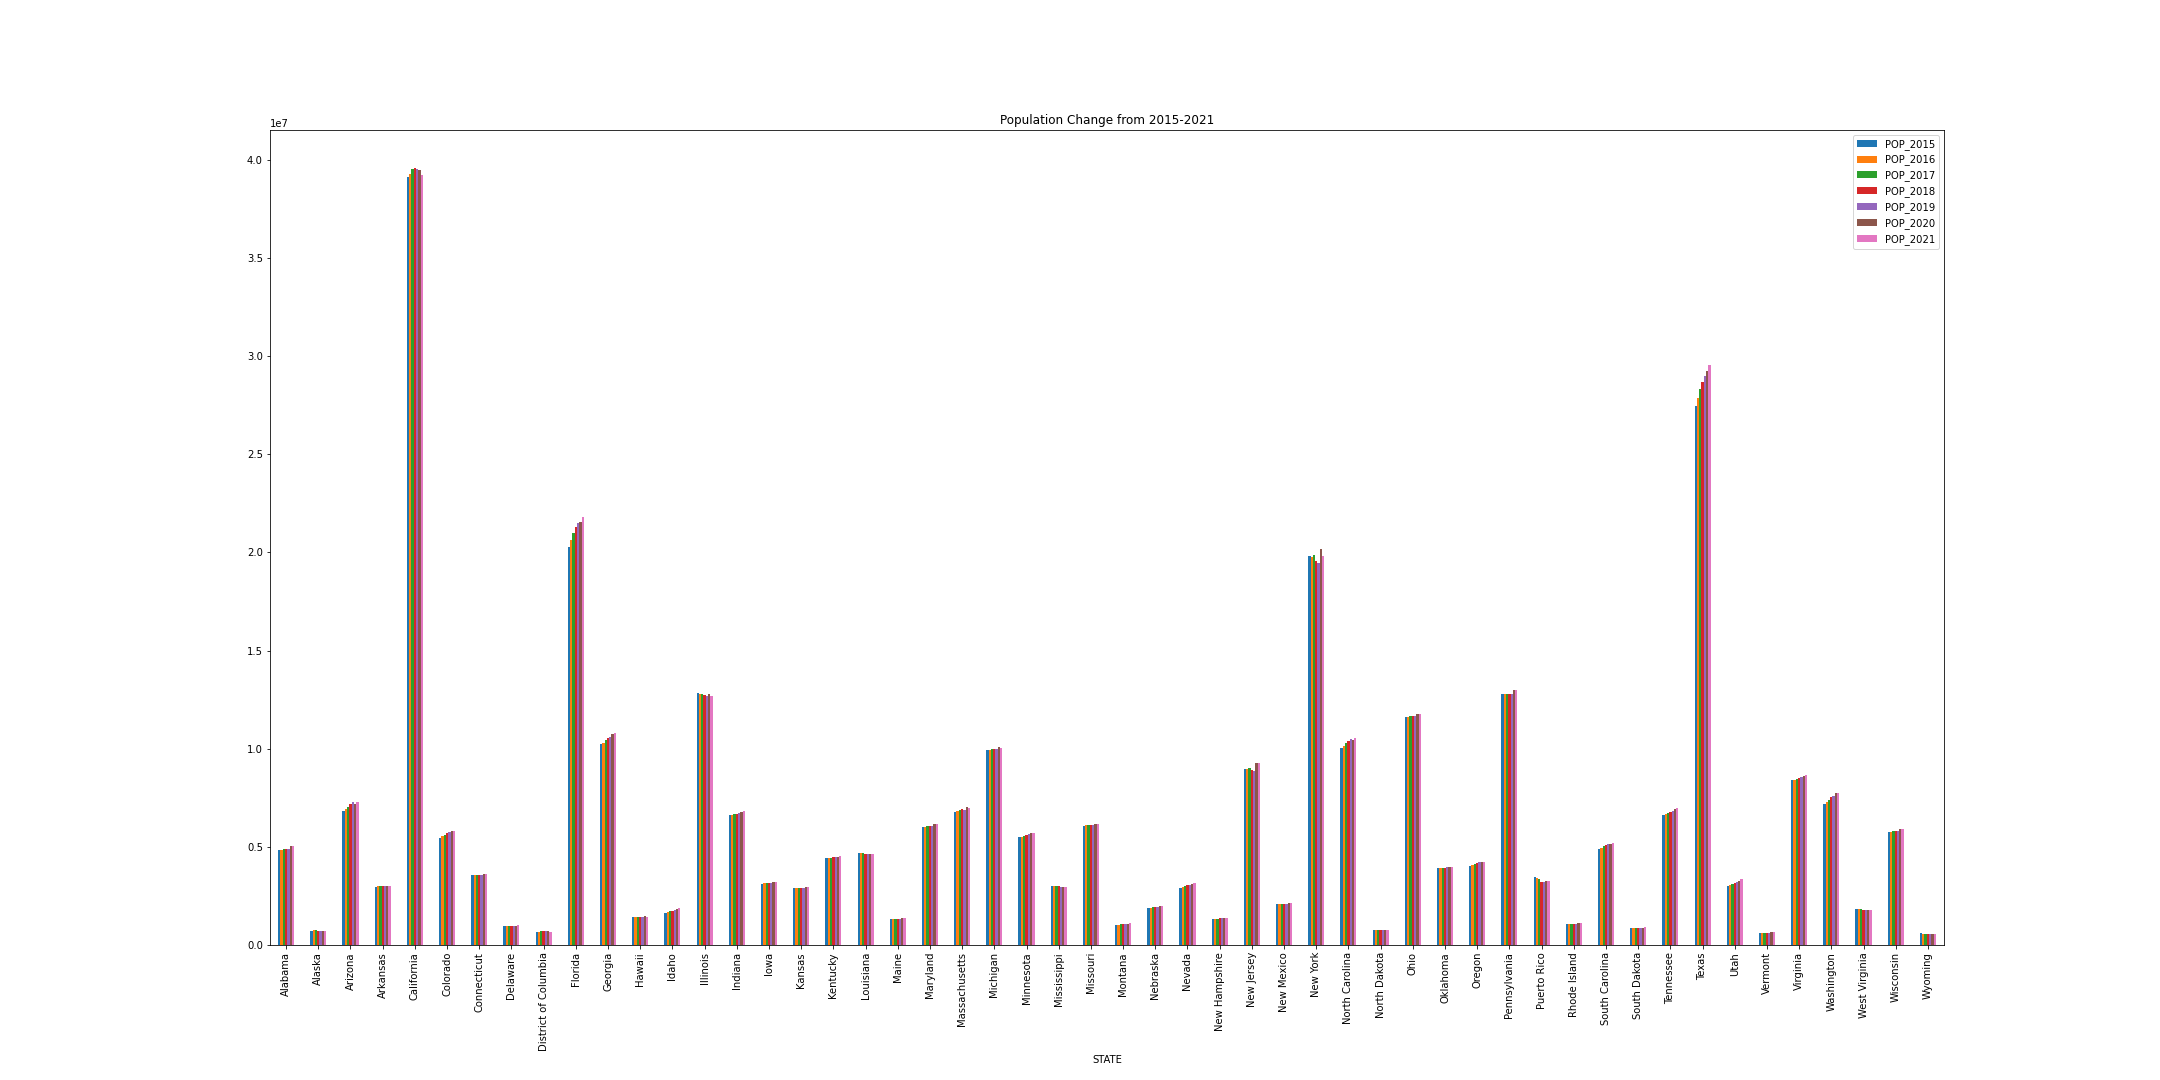 Population Change from 2015-2021
1e7
4.0
3.5
3.0
2.5
2.0
1.5
1.0
0.5
0.0
POP_2015
POP_2016
POP_2017
POP_2018
POP_2019
POP_2020
POP_2021
Alabama
Alaska
Arizona
Arkansas
California
Colorado
Connecticut
Delaware
District of Columbia
Florida
Georgia
Hawaii
Idaho
Illinois
Indiana
Iowa
Kansas
Kentucky
Louisiana
Maine
Maryland
Massachusetts
Michigan
Minnesota
Mississippi
Missouri
Montana
Nebraska
Nevada
New Hampshire
New Jersey
New Mexico
New York
North Carolina
North Dakota
Ohio
Oklahoma
Oregon
Pennsylvania
Puerto Rico
Rhode Island
South Carolina
South Dakota
Tennessee
Texas
Utah
Vermont
Virginia
Washington
West Virginia
Wisconsin
Wyoming
STATE